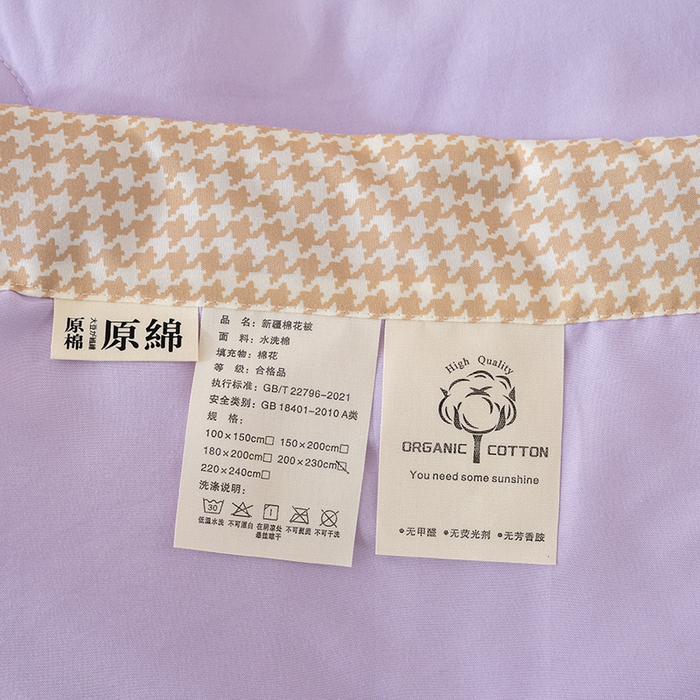 原棉
大豆が組綿
原綿
品 名：新疆棉花被
面 料：水洗棉
填充物：棉花
等 级：合格品
执行标准：GB/T 22796-2021
安全类别：GB 18401-2010 A类
规 格：
100×150cm□ 150×200cm□
180×200cm□ 200×230cm☑
220×240cm□
洗涤说明：
30
低温水洗 不可漂白 在阴凉处悬挂晾干 不可熨烫 不可干洗
High Quality
ORGANIC COTTON
You need some sunshine
•无甲醛 •无荧光剂 •无芳香胺